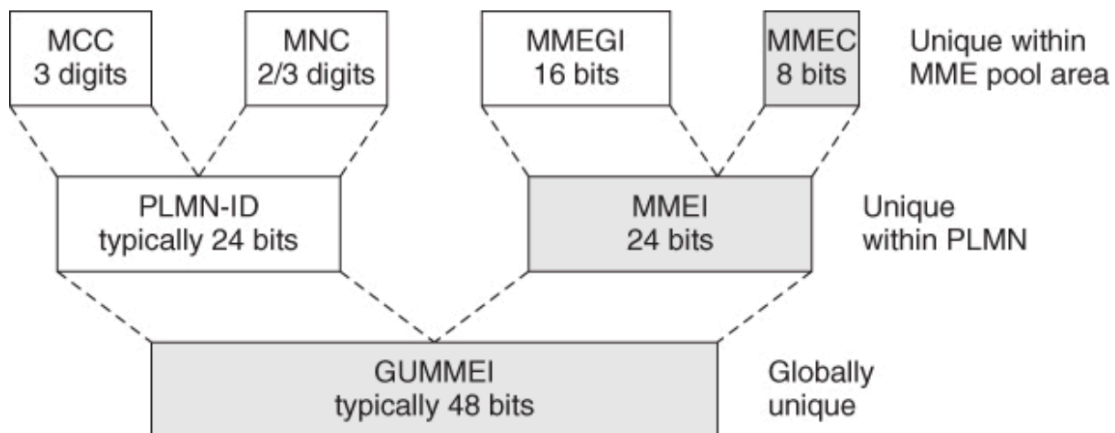 MCC
3 digits
MNC
2/3 digits
MMEGI
16 bits
MMEC
8 bits
Unique within
MME pool area
PLMN-ID
typically 24 bits
MMEI
24 bits
Unique
within PLMN
GUMMEI
typically 48 bits
Globally
unique